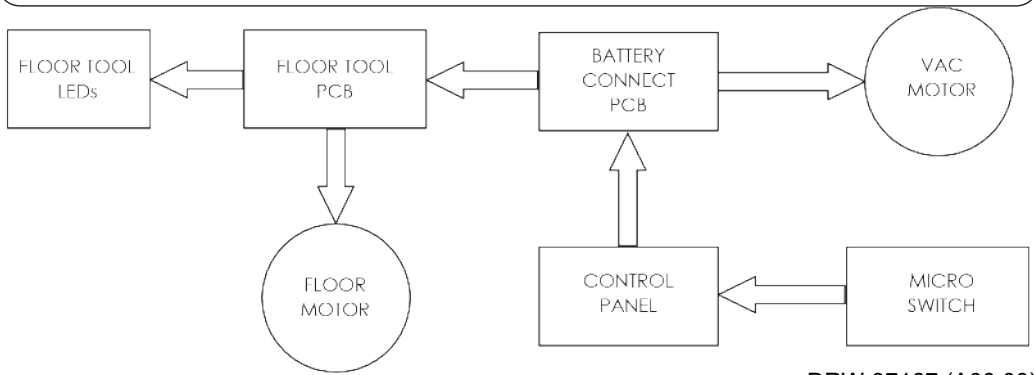 FLOOR TOOL
LEDs
FLOOR TOOL
PCB
BATTERY
CONNECT
PCB
VAC
MOTOR
FLOOR
MOTOR
CONTROL
PANEL
MICRO
SWITCH